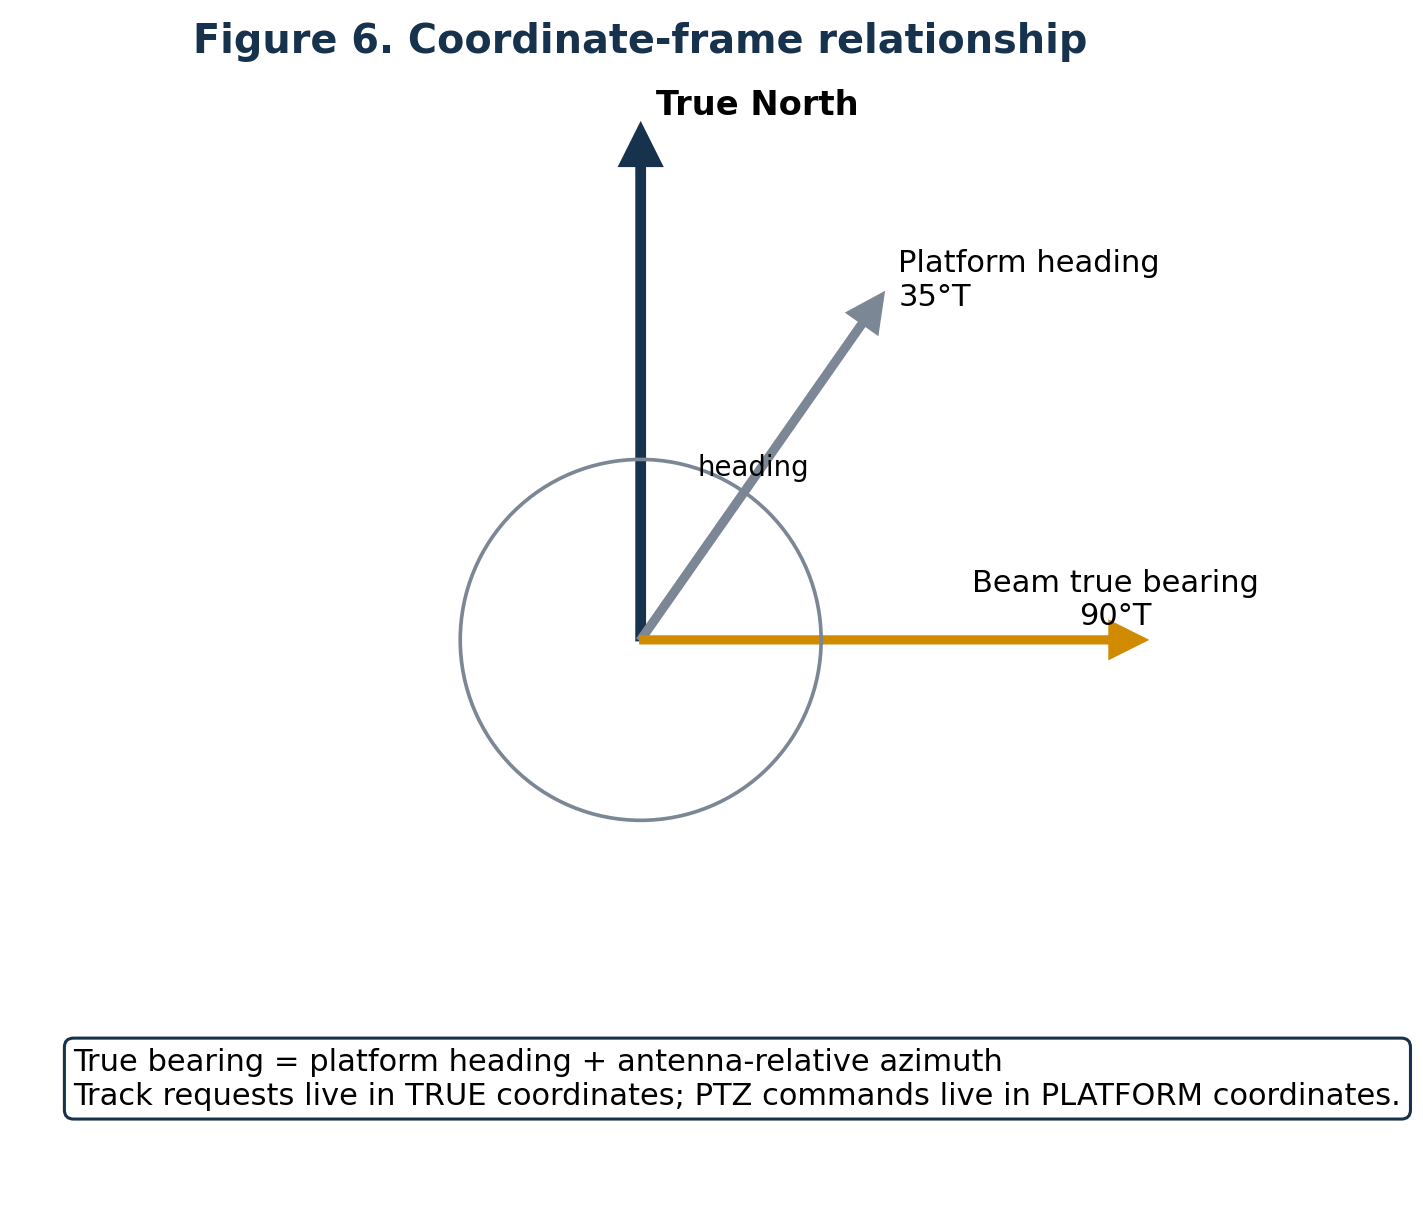 Figure 6. Coordinate-frame relationship
True North
Platform heading
35°T
heading
Beam true bearing
90°T
True bearing = platform heading + antenna-relative azimuth
Track requests live in TRUE coordinates; PTZ commands live in PLATFORM coordinates.